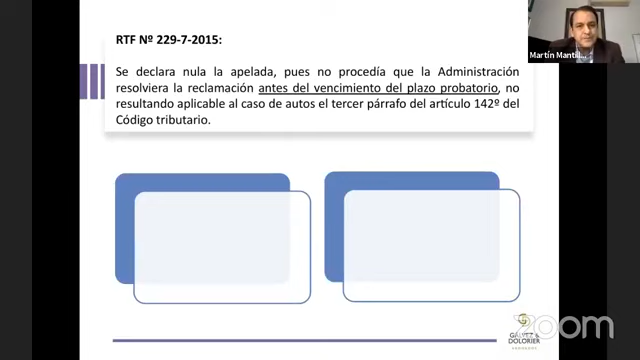 RTF Nº 229-7-2015:
Se declara nula la apelada, pues no procedía que la Administración
resolviera la reclamación antes del vencimiento del plazo probatorio, no
resultando aplicable al caso de autos el tercer párrafo del artículo 142º del
Código tributario.
Martín Mantill...
zoom
DOLORIER